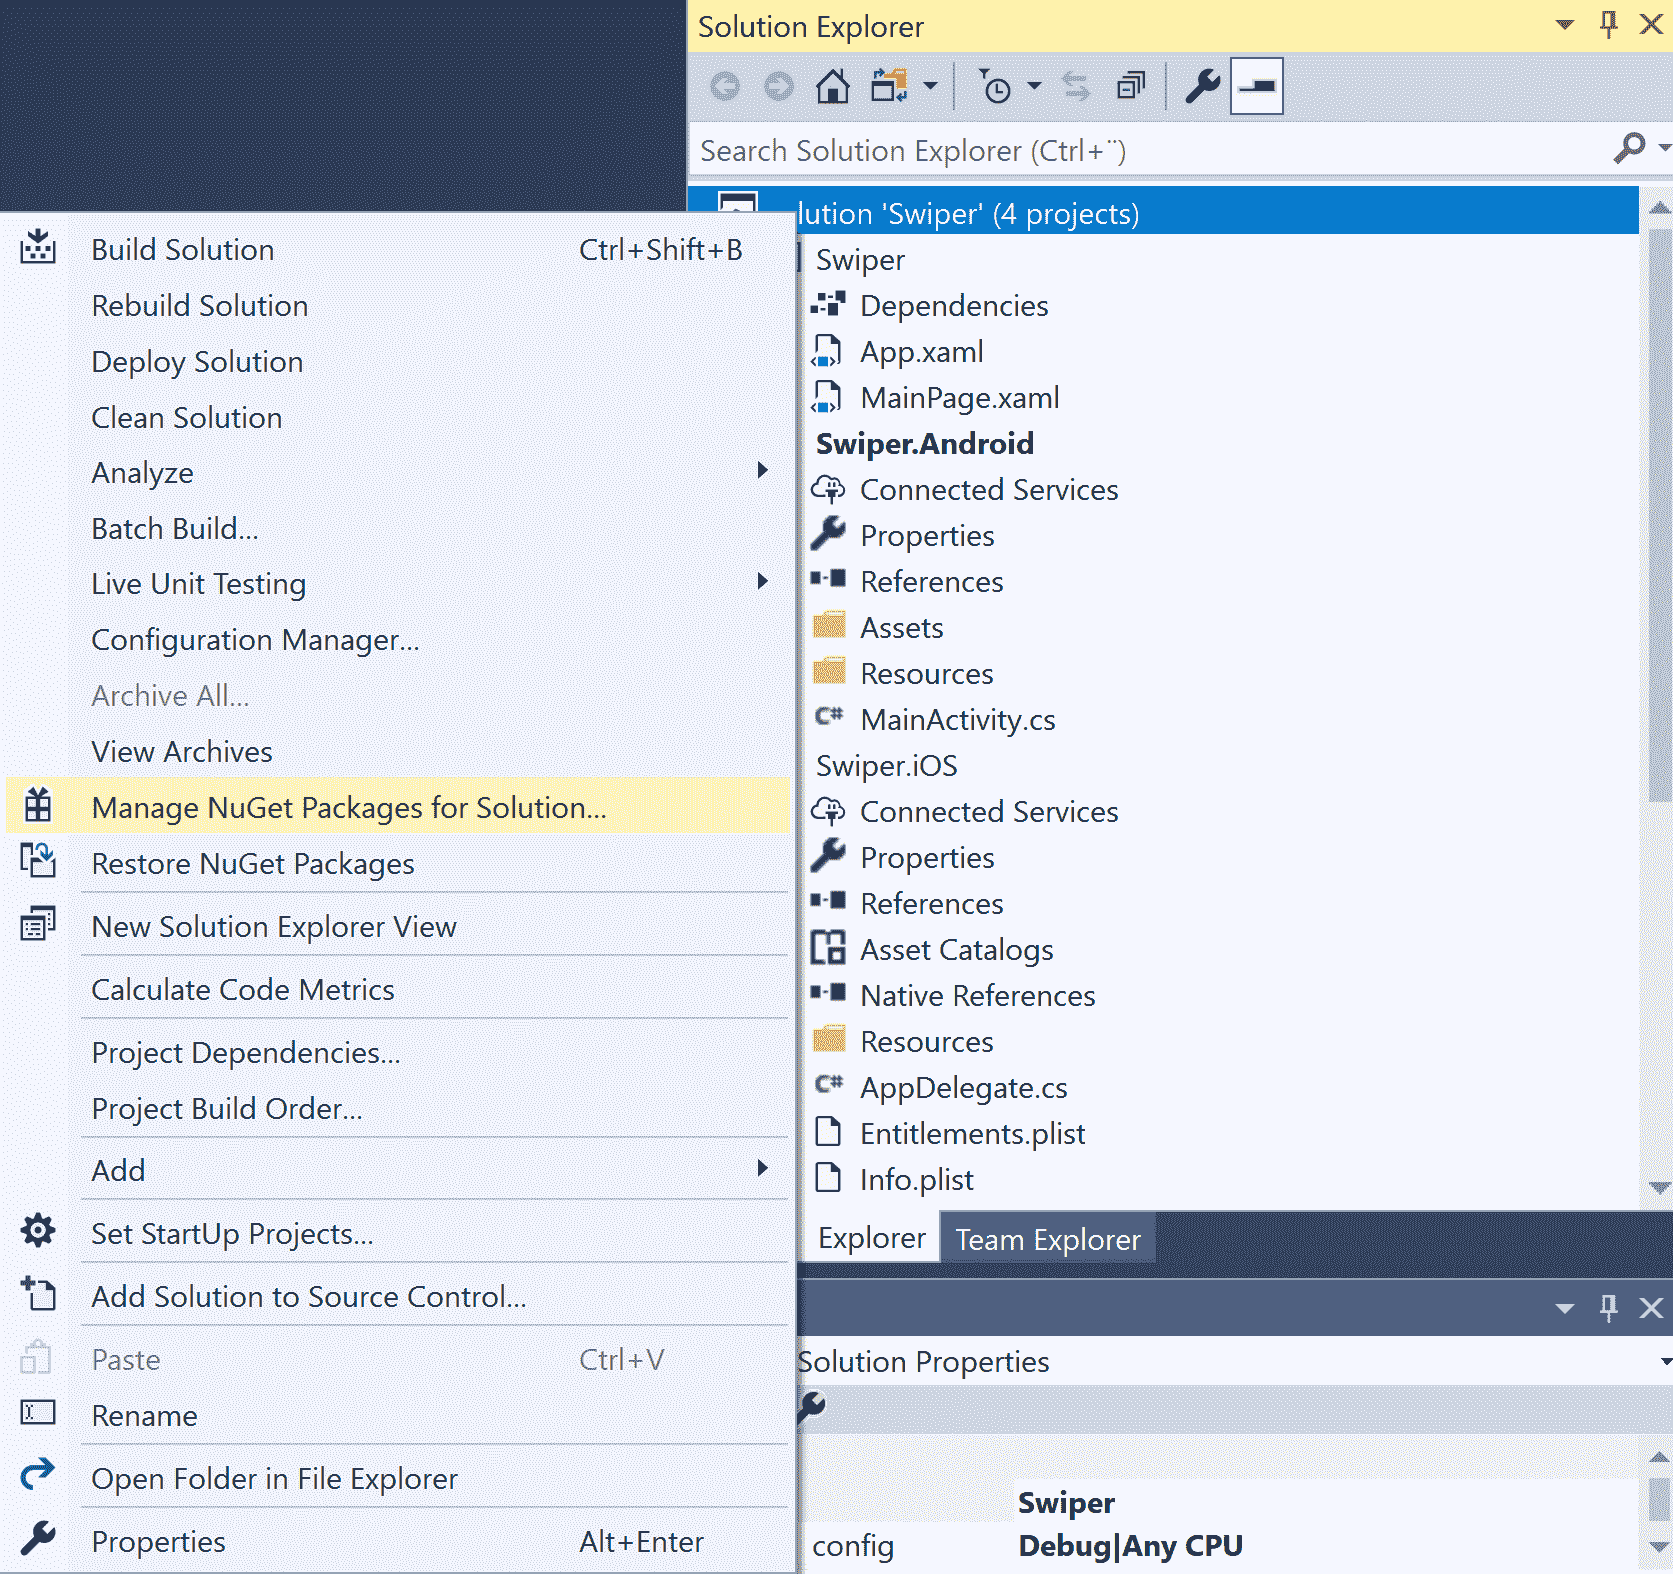 Solution Explorer
Search Solution Explorer (Ctrl+¨)
lution 'Swiper' (4 projects)
Swiper
Dependencies
App.xaml
MainPage.xaml
Swiper.Android
Connected Services
Properties
References
Assets
Resources
MainActivity.cs
Swiper.iOS
Connected Services
Properties
References
Asset Catalogs
Native References
Resources
AppDelegate.cs
Entitlements.plist
Info.plist
Explorer Team Explorer
Solution Properties
Swiper
config Debug|Any CPU
Build Solution Ctrl+Shift+B
Rebuild Solution
Deploy Solution
Clean Solution
Analyze
Batch Build...
Live Unit Testing
Configuration Manager...
Archive All...
View Archives
Manage NuGet Packages for Solution...
Restore NuGet Packages
New Solution Explorer View
Calculate Code Metrics
Project Dependencies...
Project Build Order...
Add
Set StartUp Projects...
Add Solution to Source Control...
Paste Ctrl+V
Rename
Open Folder in File Explorer
Properties Alt+Enter